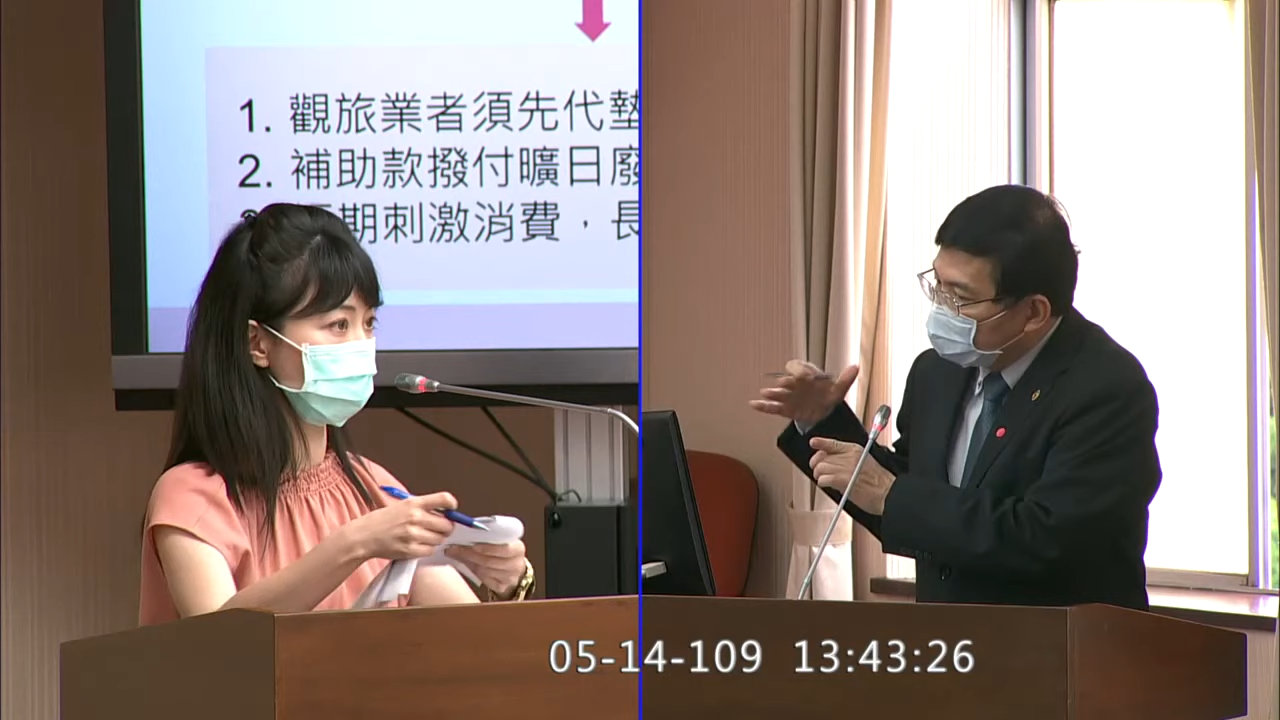 1. 觀旅業者須先代墊
2. 補助款撥付曠日廢
期刺激消費，長
05-14-109 13:43:26